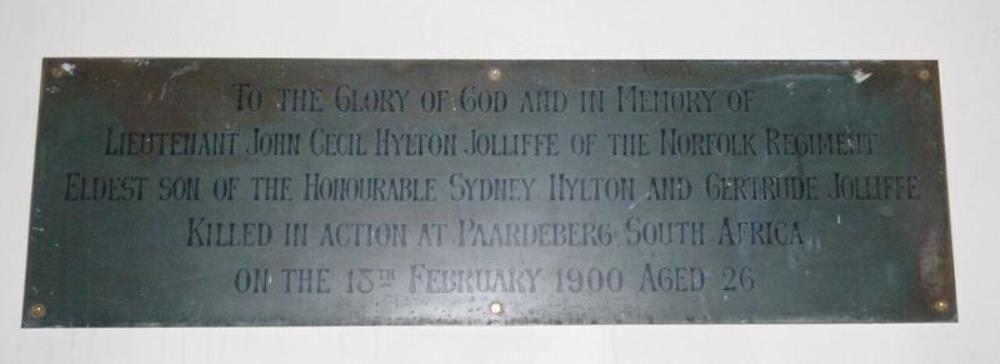 To the Glory of God and in Memory of
Lieutenant John Cecil Hylton Jolliffe of the Norfolk Regiment
Eldest son of the Honourable Sydney Hylton and Gertrude Jolliffe
Killed in action at Paardeberg South Africa
on the 18th February 1900 Aged 26